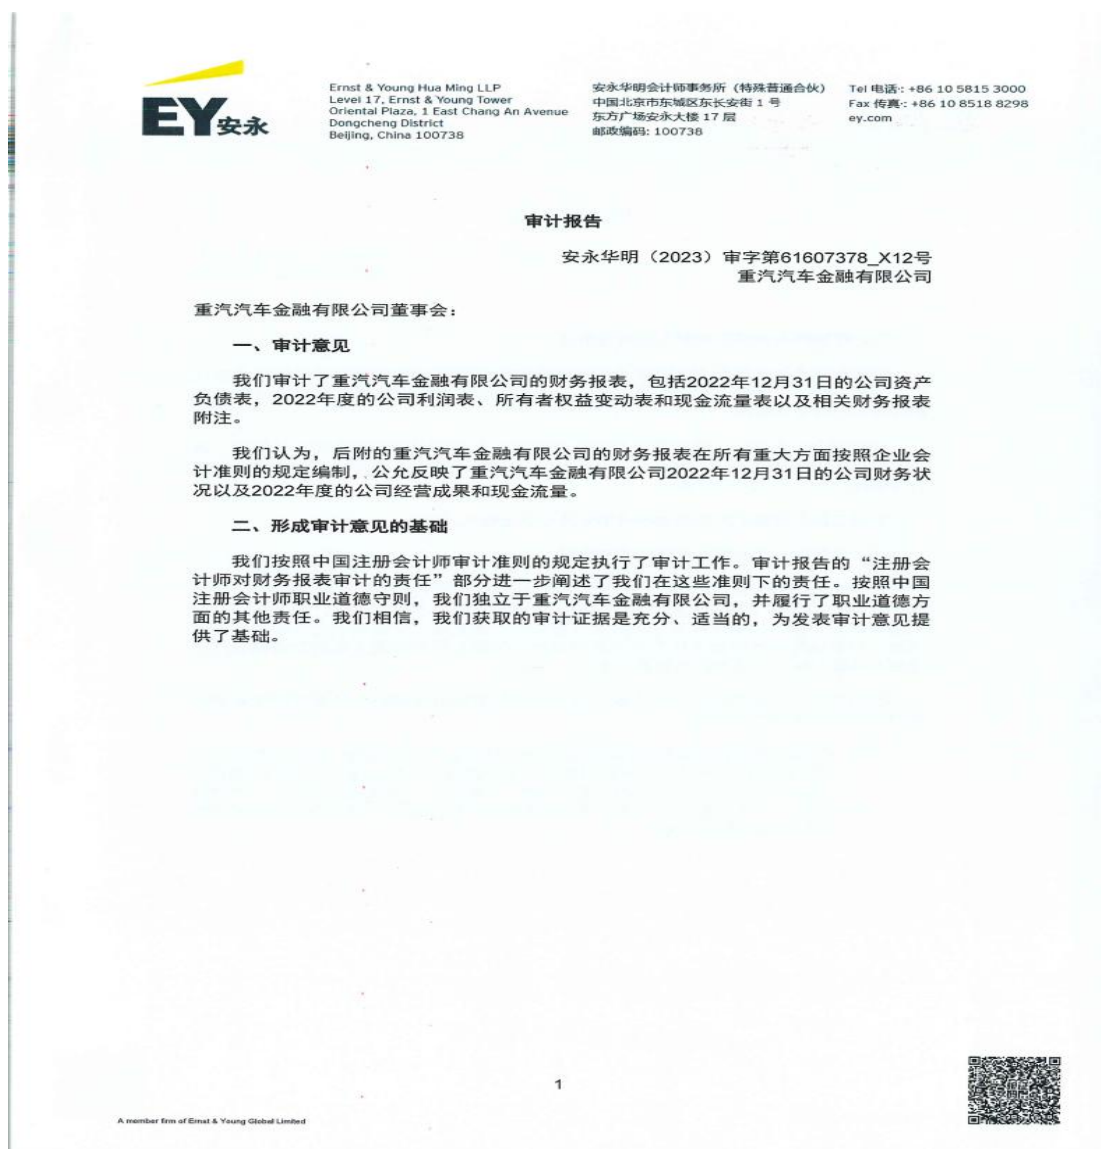 EY安永
Ernst & Young Hua Ming LLP
Level 17, Ernst & Young Tower
Oriental Plaza, 1 East Chang An Avenue
Dongcheng District
Beijing, China 100738
安永华明会计师事务所（特殊普通合伙）
中国北京市东城区东长安街 1 号
东方广场安永大楼 17 层
邮政编码: 100738
Tel 电话: +86 10 5815 3000
Fax 传真: +86 10 8518 8298
ey.com
审计报告
安永华明（2023）审字第61607378_X12号
重汽汽车金融有限公司
重汽汽车金融有限公司董事会：
一、审计意见
我们审计了重汽汽车金融有限公司的财务报表，包括2022年12月31日的公司资产
负债表，2022年度的公司利润表、所有者权益变动表和现金流量表以及相关财务报表
附注。
我们认为，后附的重汽汽车金融有限公司的财务报表在所有重大方面按照企业会
计准则的规定编制，公允反映了重汽汽车金融有限公司2022年12月31日的公司财务状
况以及2022年度的公司经营成果和现金流量。
二、形成审计意见的基础
我们按照中国注册会计师审计准则的规定执行了审计工作。审计报告的“注册会
计师对财务报表审计的责任”部分进一步阐述了我们在这些准则下的责任。按照中国
注册会计师职业道德守则，我们独立于重汽汽车金融有限公司，并履行了职业道德方
面的其他责任。我们相信，我们获取的审计证据是充分、适当的，为发表审计意见提
供了基础。
1
A member firm of Ernst & Young Global Limited